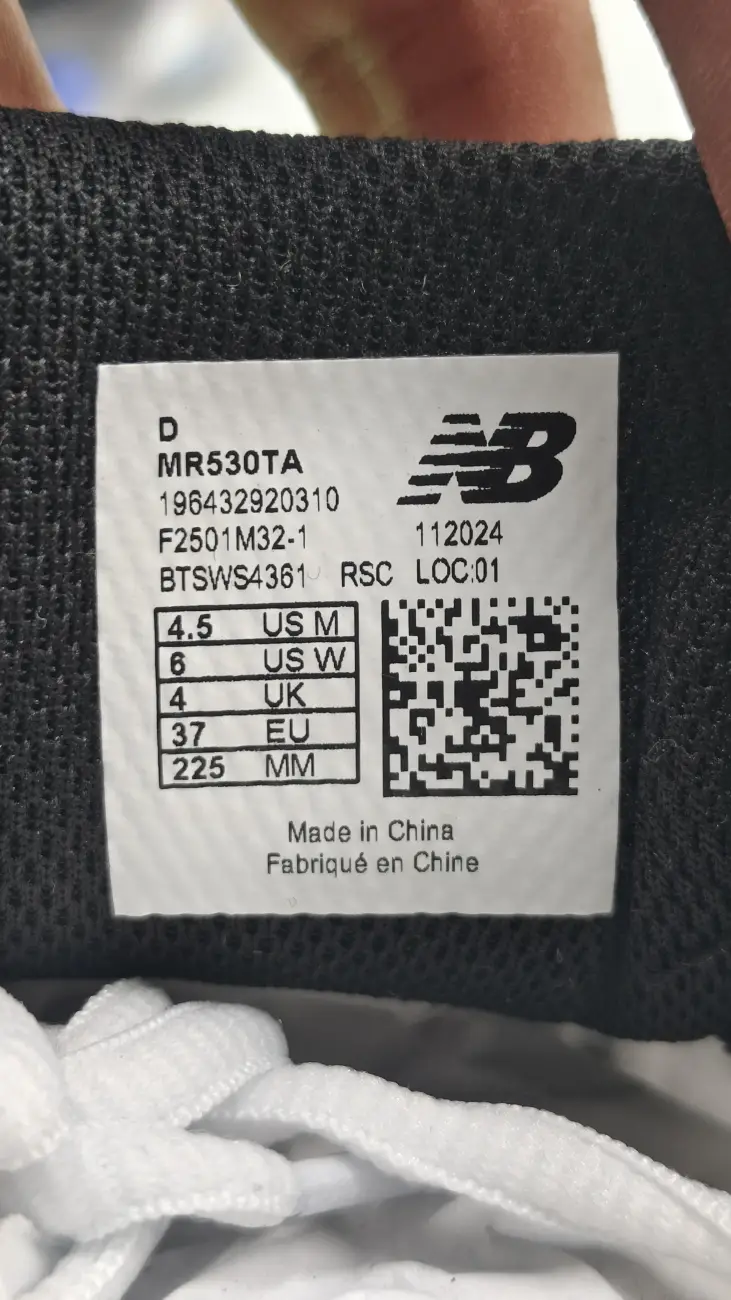 D
MR530TA
196432920310
F2501M32-1 112024
BTSWS4361 RSC LOC:01
NB
4.5 US M
6 US W
4 UK
37 EU
225 MM
Made in China
Fabriqué en Chine